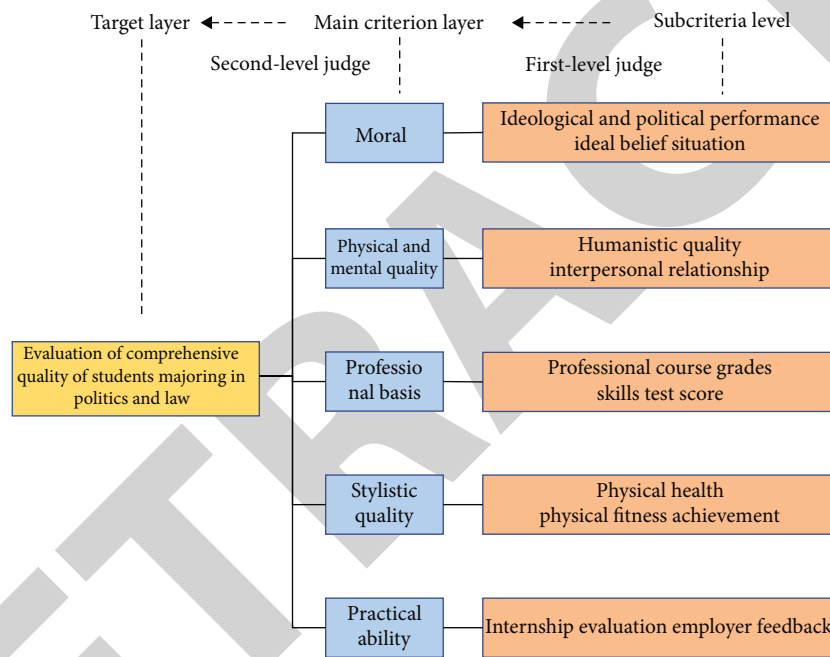 Target layer
Main criterion layer
Subcriteria level
Second-level judge
First-level judge
Moral
Ideological and political performance
ideal belief situation
Physical and
mental quality
Humanistic quality
interpersonal relationship
Evaluation of comprehensive
quality of students majoring in
politics and law
Professio
nal basis
Professional course grades
skills test score
Stylistic
quality
Physical health
physical fitness achievement
Practical
ability
Internship evaluation employer feedback